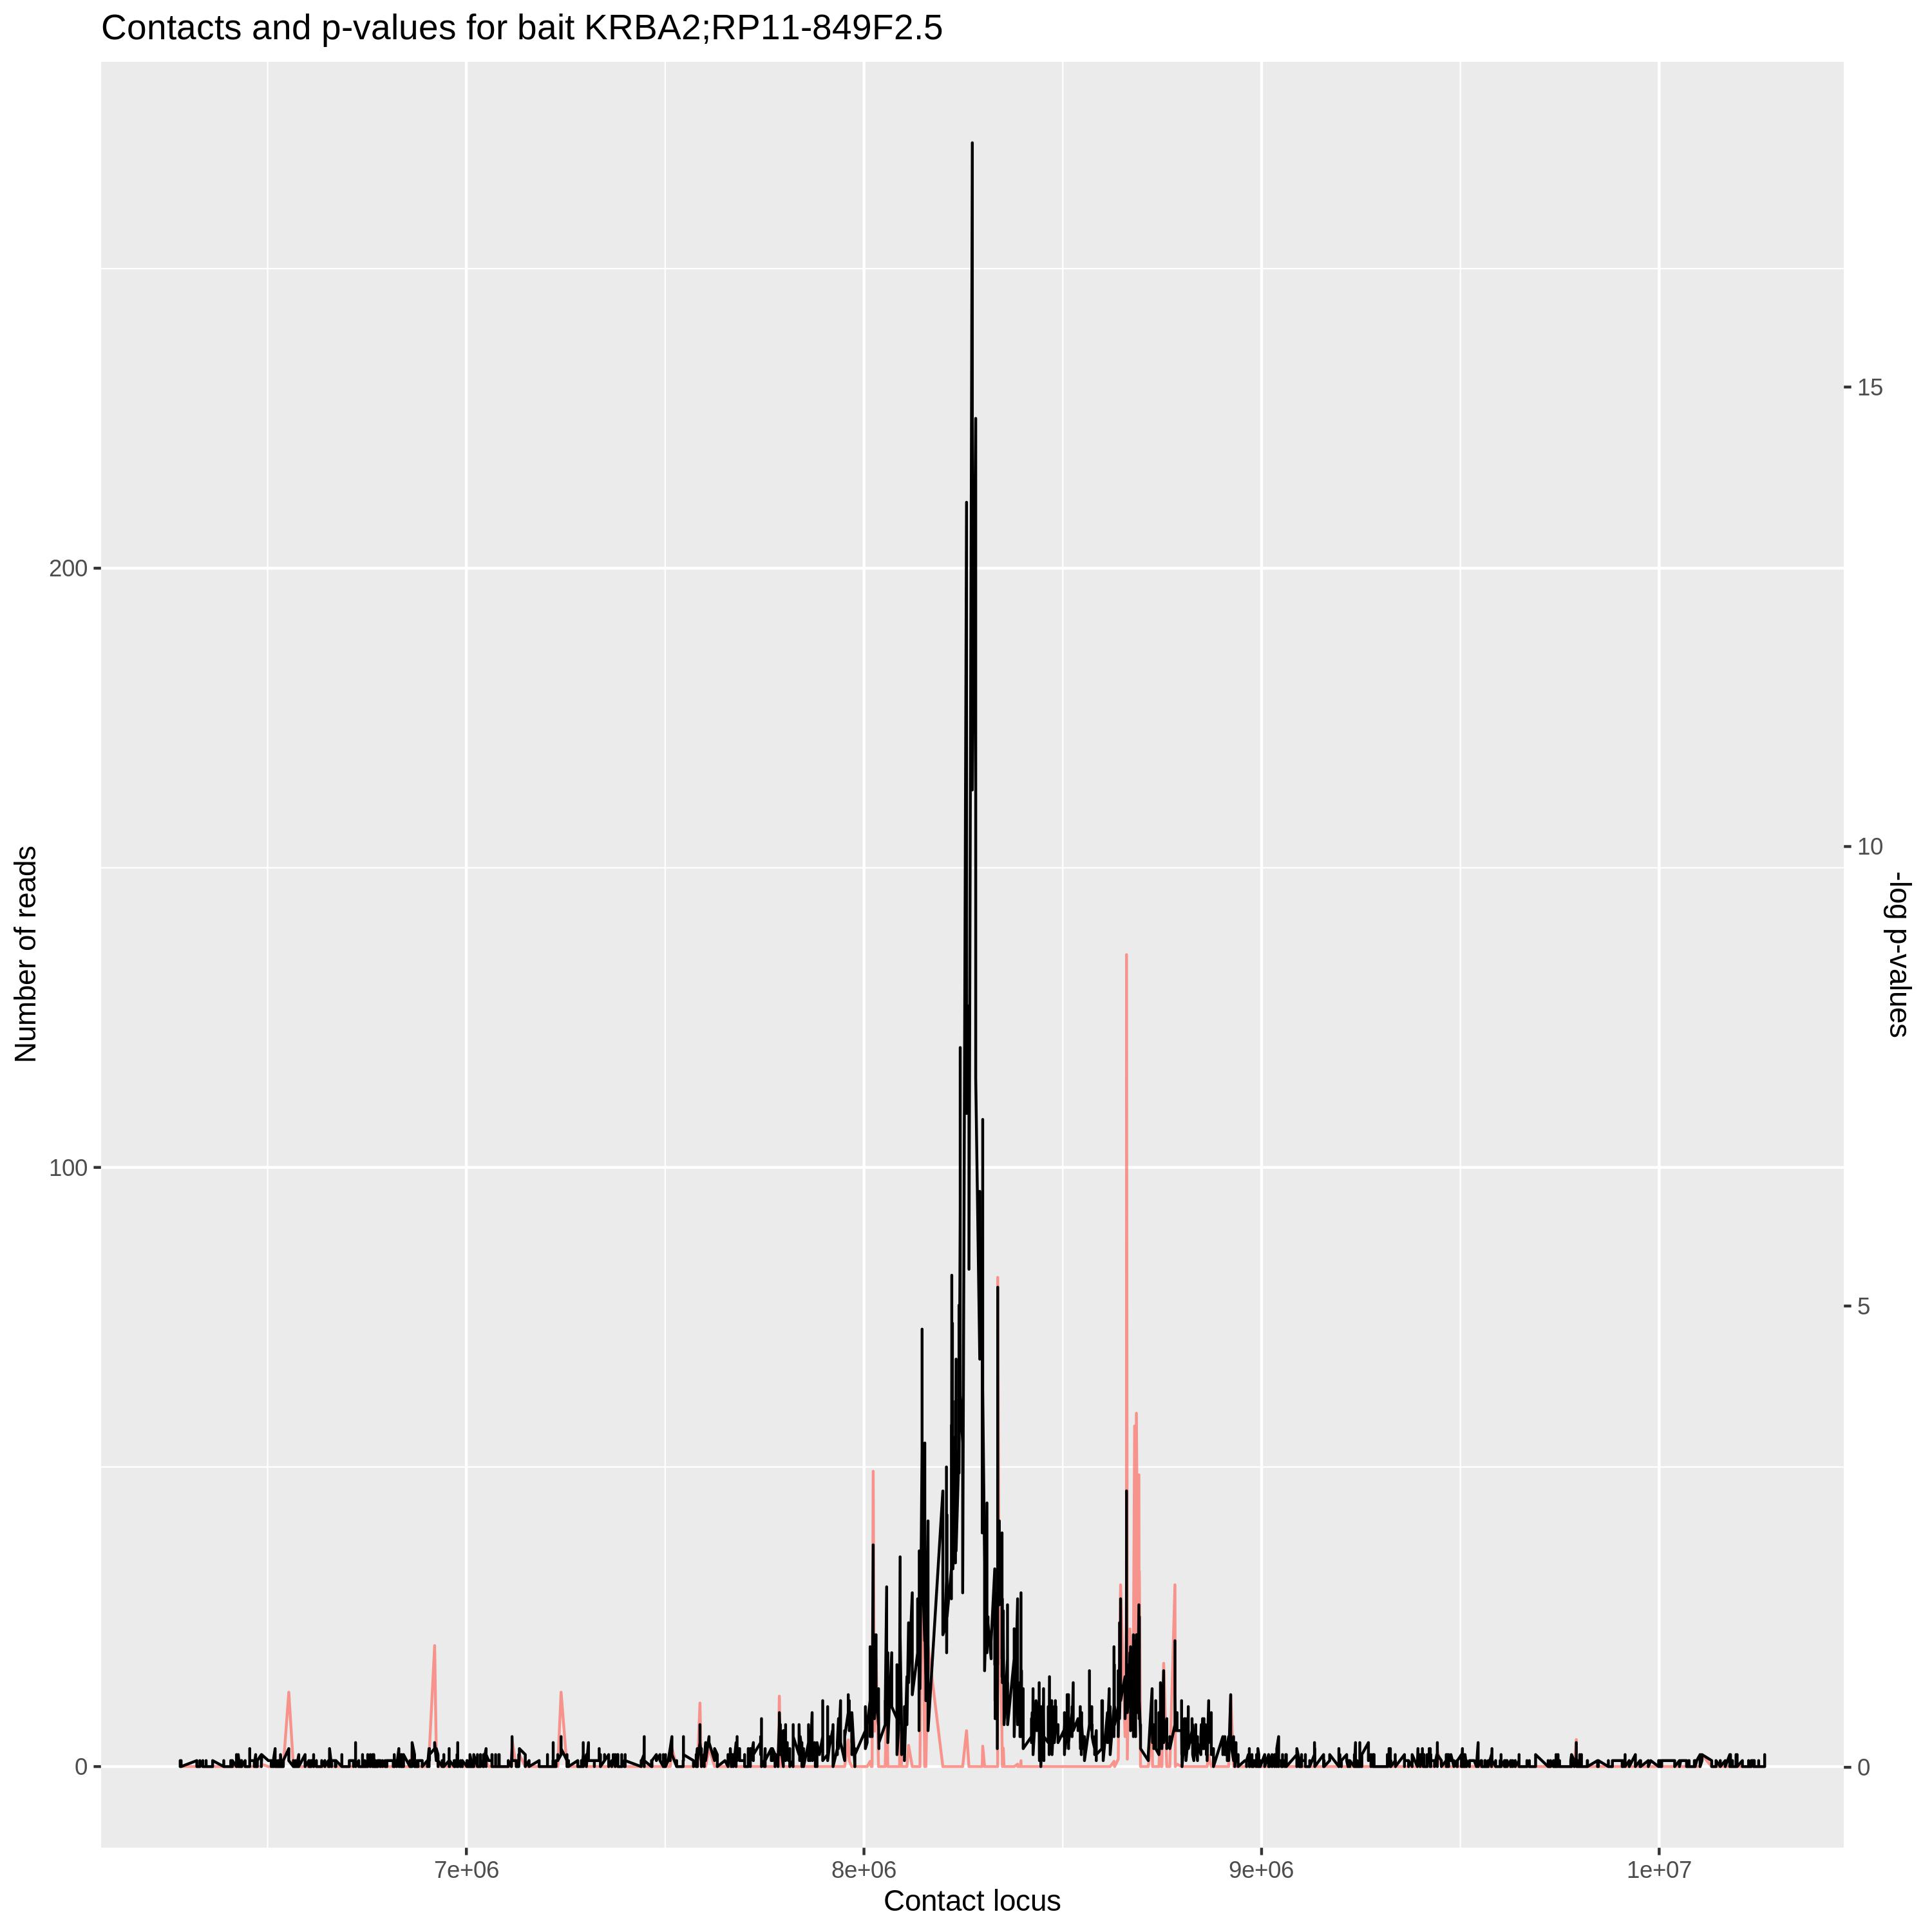 Contacts and p-values for bait KRBA2;RP11-849F2.5
Number of reads
200
100
0
15
10
5
0
-log p-values
7e+06
8e+06
9e+06
1e+07
Contact locus